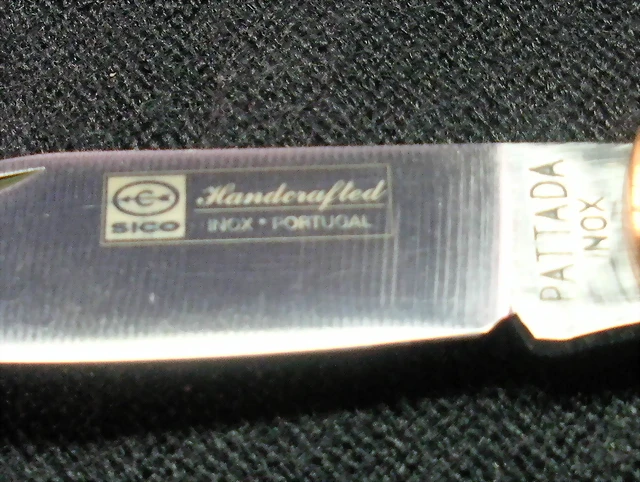 SICO
Handcrafted
INOX * PORTUGAL
PATTADA
INOX